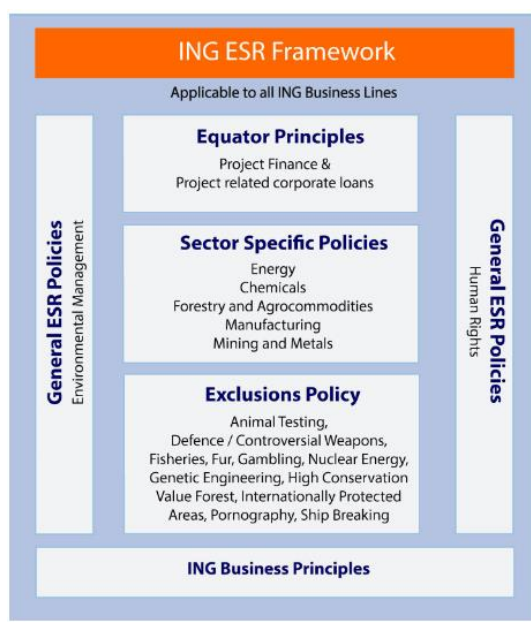 ING ESR Framework
Applicable to all ING Business Lines
General ESR Policies
Environmental Management
Equator Principles
Project Finance &
Project related corporate loans
Sector Specific Policies
Energy
Chemicals
Forestry and Agrocommodities
Manufacturing
Mining and Metals
Exclusions Policy
Animal Testing,
Defence / Controversial Weapons,
Fisheries, Fur, Gambling, Nuclear Energy,
Genetic Engineering, High Conservation
Value Forest, Internationally Protected
Areas, Pornography, Ship Breaking
General ESR Policies
Human Rights
ING Business Principles